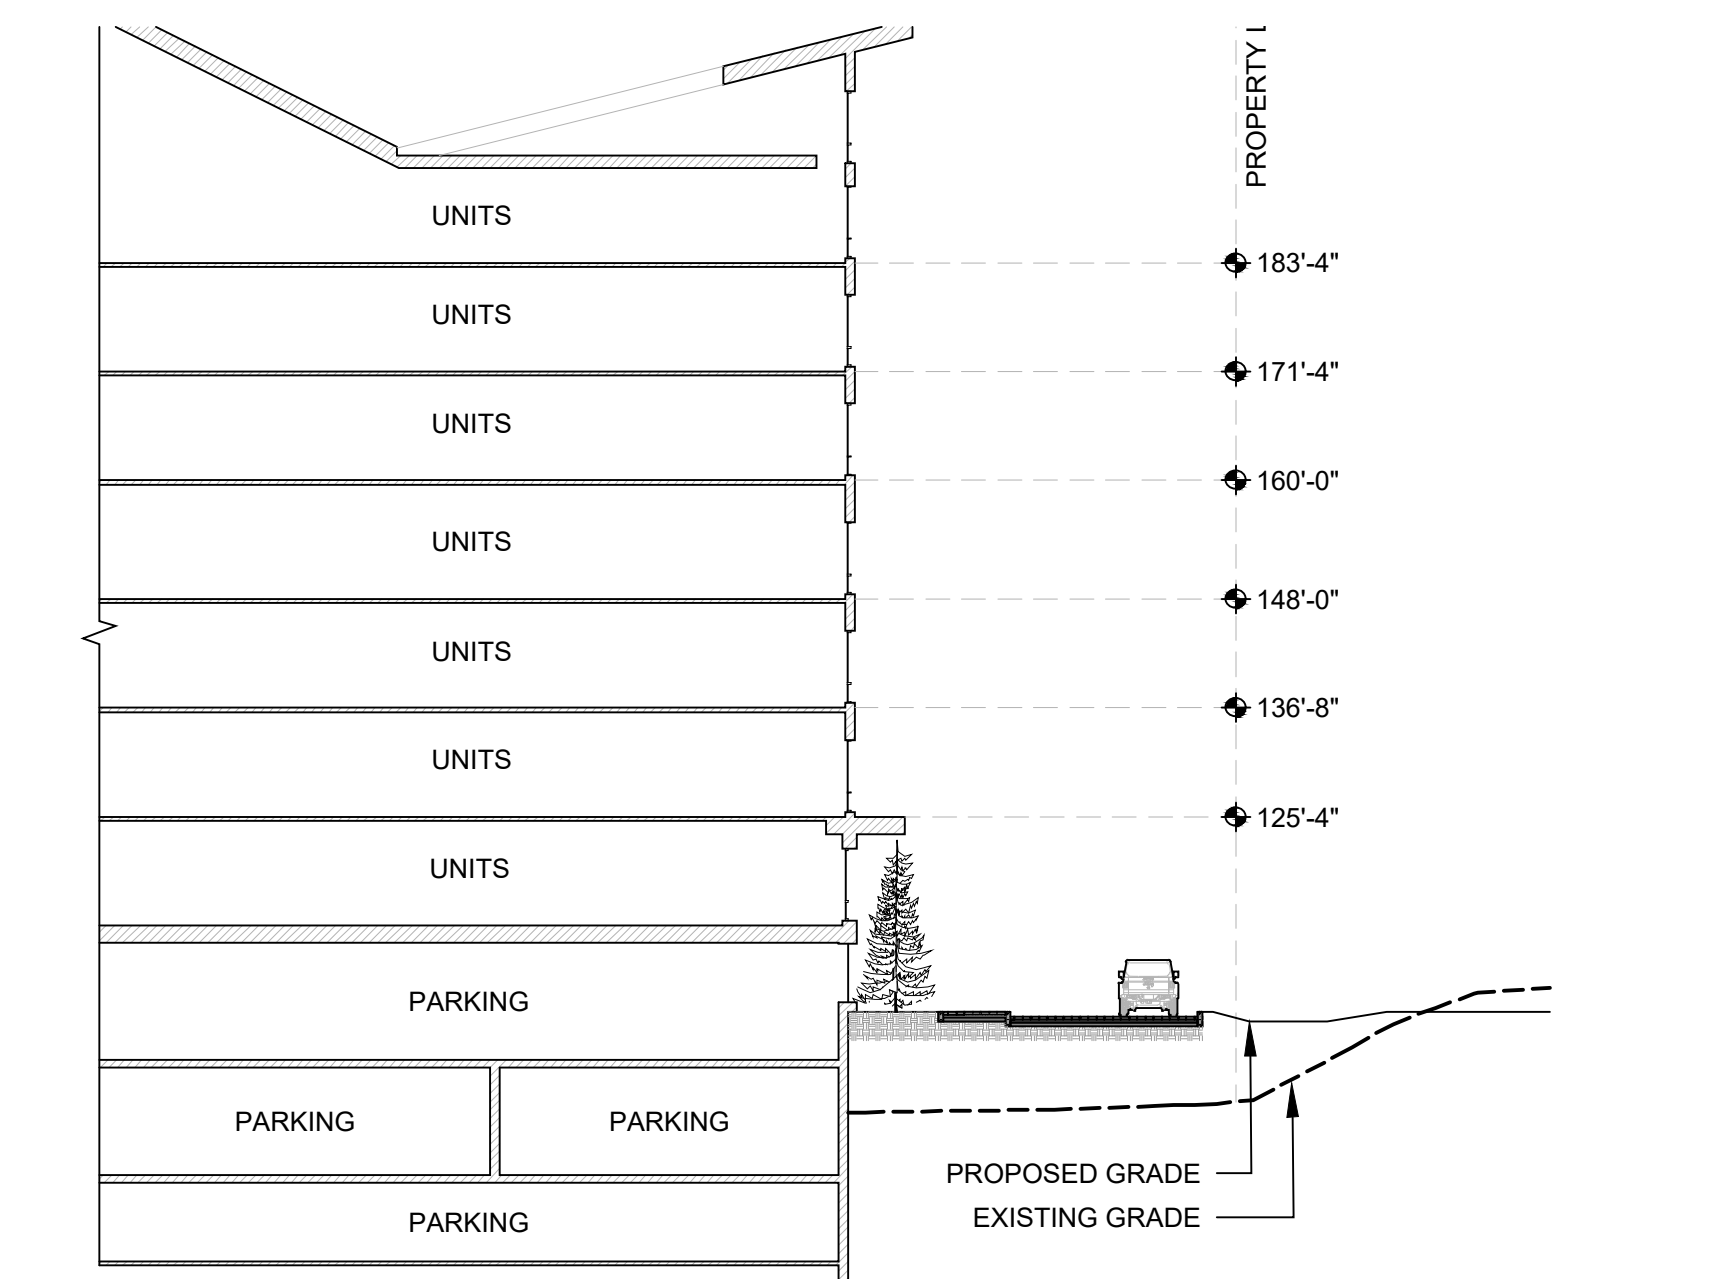 PROPERTY L
UNITS
183'-4"
UNITS
171'-4"
UNITS
160'-0"
UNITS
148'-0"
UNITS
136'-8"
UNITS
125'-4"
UNITS
PARKING
PARKING PARKING
PROPOSED GRADE
PARKING
EXISTING GRADE